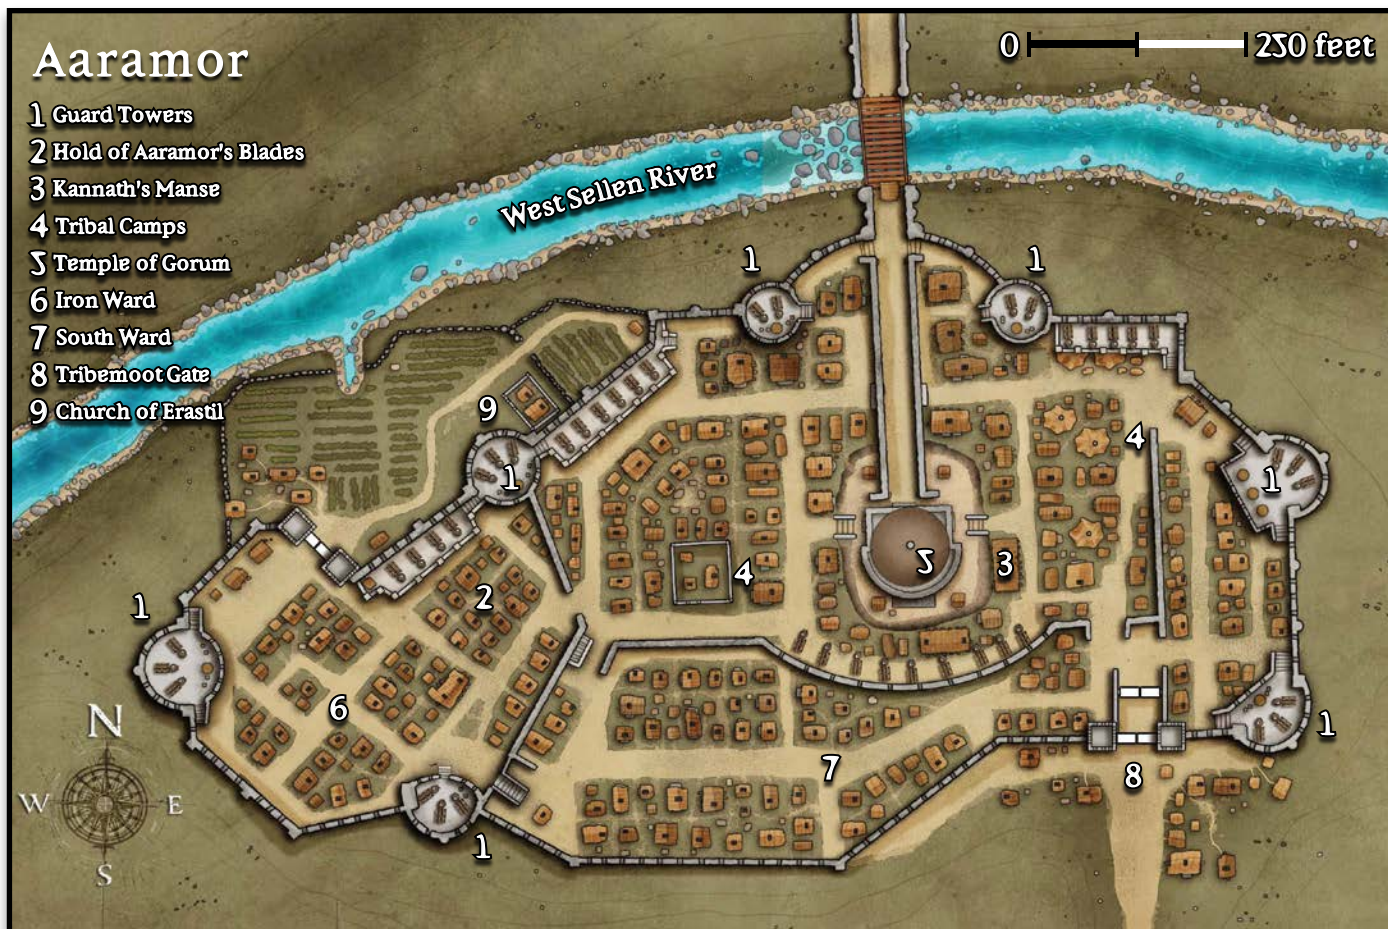 Aaramor
0 250 feet
1 Guard Towers
2 Hold of Aaramor's Blades
3 Kannath's Manse
4 Tribal Camps
5 Temple of Gorum
6 Iron Ward
7 South Ward
8 Tribemoot Gate
9 Church of Erastil
West Sellen River
1
1
9
4
1
1
5
3
4
2
1
6
N
1
7
8
W E
1
S